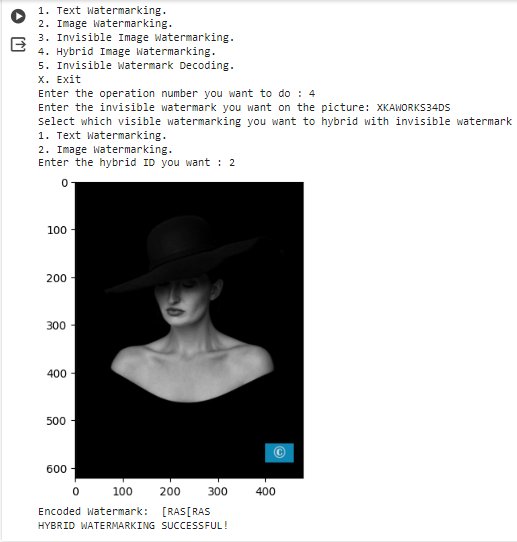 1. Text Watermarking.
2. Image Watermarking.
3. Invisible Image Watermarking.
4. Hybrid Image Watermarking.
5. Invisible Watermark Decoding.
X. Exit
Enter the operation number you want to do : 4
Enter the invisible watermark you want on the picture: XKAWORKS34DS
Select which visible watermarking you want to hybrid with invisible watermark
1. Text Watermarking.
2. Image Watermarking.
Enter the hybrid ID you want : 2
0
100
200
300
400
500
600
©
0 100 200 300 400
Encoded Watermark:  [RAS[RAS
HYBRID WATERMARKING SUCCESSFUL!